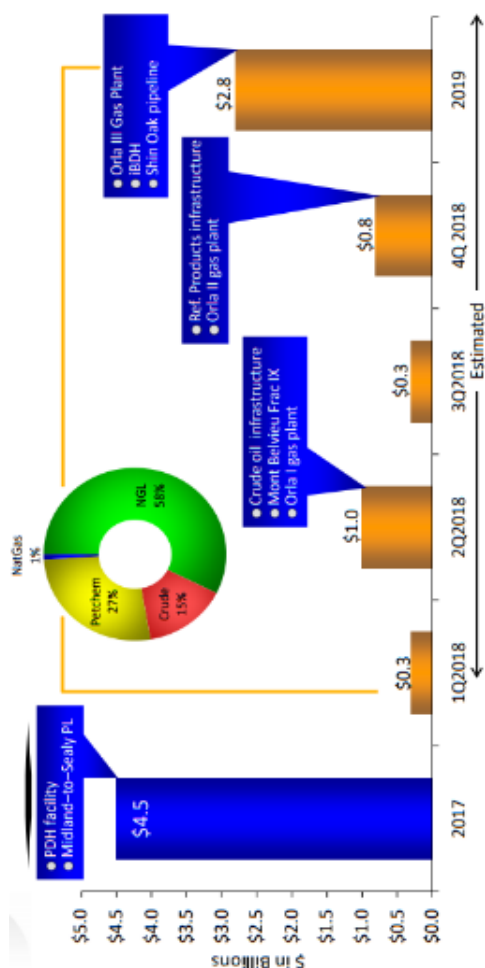 PDH facility
Midland-to-Sealy PL
NatGas
1%
Petchem
27%
NGL
58%
Crude
15%
Crude oil infrastructure
Mont Belvieu Frac IX
Orla I gas plant
Ref. Products infrastructure
Orla II gas plant
Orla III Gas Plant
iBDH
Shin Oak pipeline
$ in Billions
$5.0
$4.5
$4.0
$3.5
$3.0
$2.5
$2.0
$1.5
$1.0
$0.5
$0.0
$4.5
$0.3
$1.0
$0.3
$0.8
$2.8
2017
1Q2018
2Q2018
3Q2018
4Q 2018
2019
Estimated